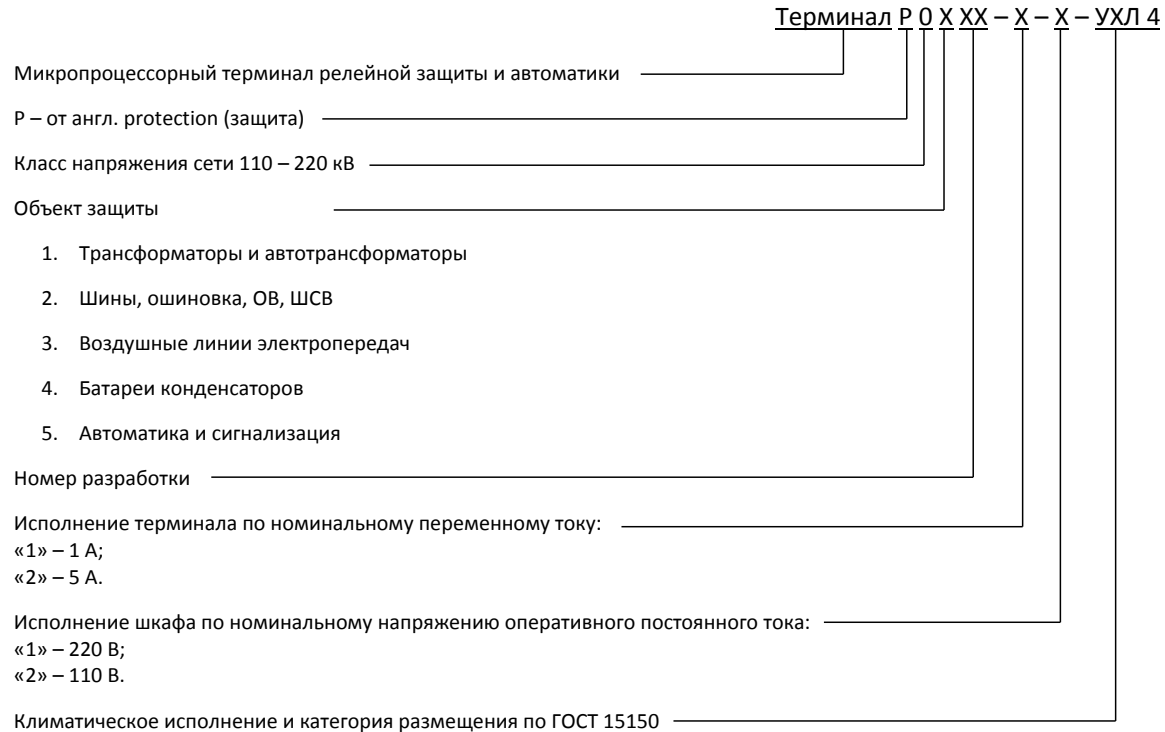 Терминал Р 0 Х ХХ – Х – Х – УХЛ 4
Микропроцессорный терминал релейной защиты и автоматики
Р – от англ. protection (защита)
Класс напряжения сети 110 – 220 кВ
Объект защиты
1. Трансформаторы и автотрансформаторы
2. Шины, ошиновка, ОВ, ШСВ
3. Воздушные линии электропередач
4. Батареи конденсаторов
5. Автоматика и сигнализация
Номер разработки
Исполнение терминала по номинальному переменному току:
«1» – 1 А;
«2» – 5 А.
Исполнение шкафа по номинальному напряжению оперативного постоянного тока:
«1» – 220 В;
«2» – 110 В.
Климатическое исполнение и категория размещения по ГОСТ 15150